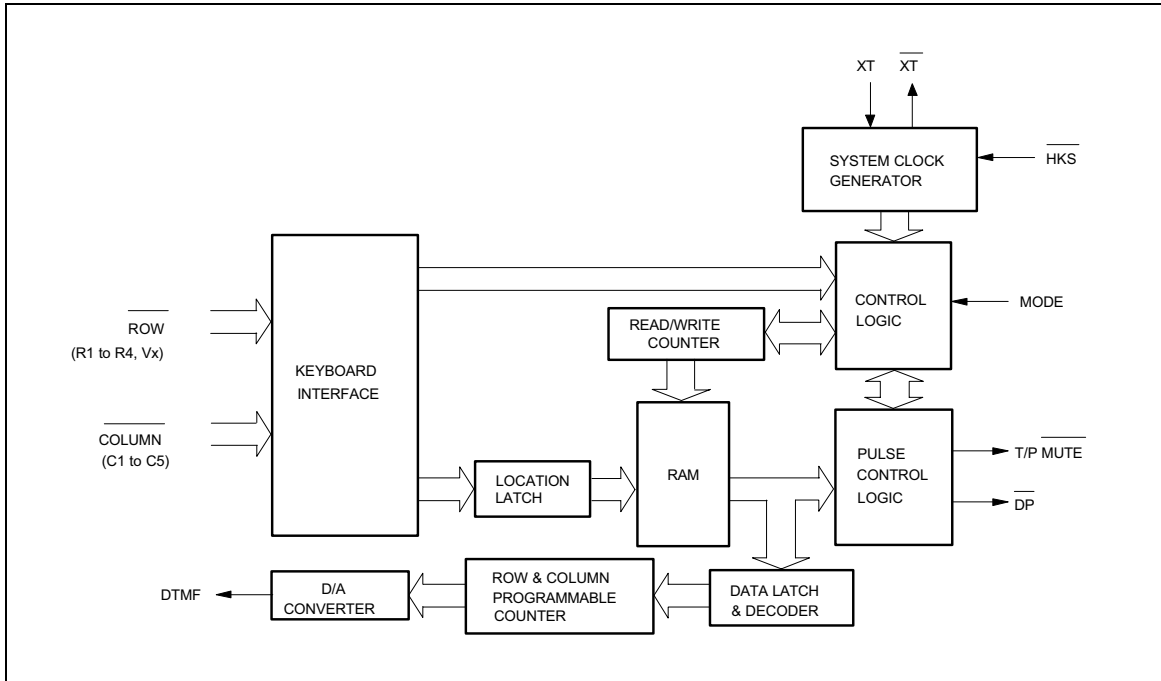 XT XT
SYSTEM CLOCK
GENERATOR
HKS
KEYBOARD
INTERFACE
ROW
(R1 to R4, Vx)
COLUMN
(C1 to C5)
READ/WRITE
COUNTER
CONTROL
LOGIC
MODE
LOCATION
LATCH
RAM
PULSE
CONTROL
LOGIC
T/P MUTE
DP
DTMF
D/A
CONVERTER
ROW & COLUMN
PROGRAMMABLE
COUNTER
DATA LATCH
& DECODER